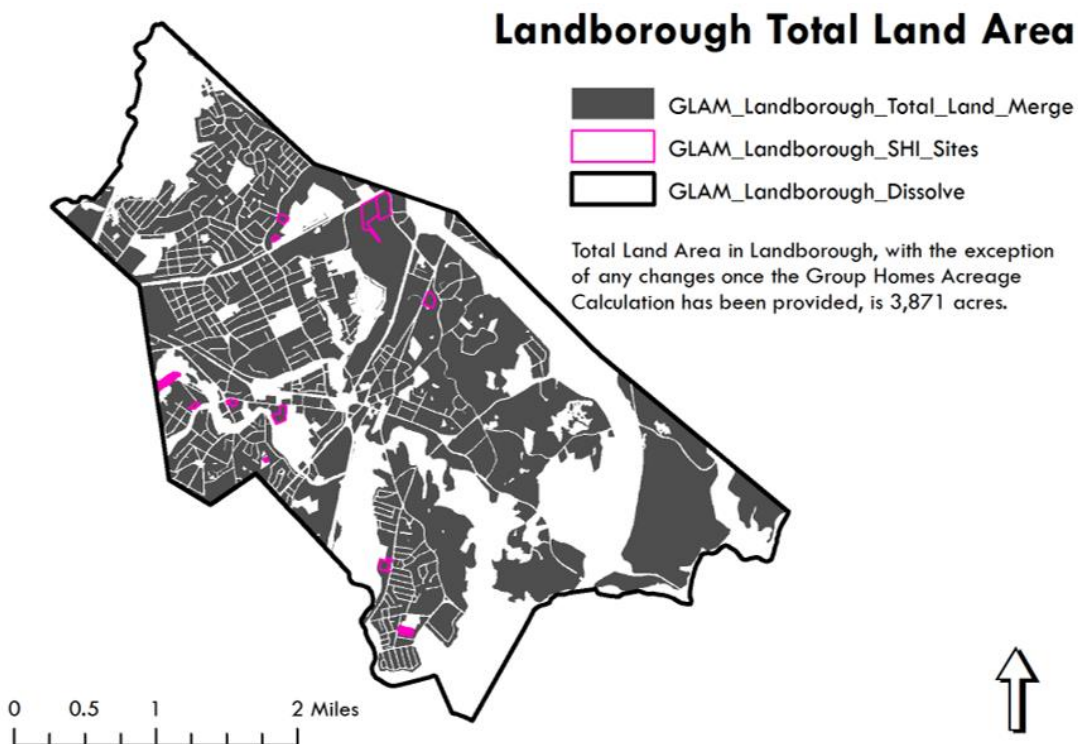 Landborough Total Land Area
GLAM_Landborough_Total_Land_Merge
GLAM_Landborough_SHI_Sites
GLAM_Landborough_Dissolve
Total Land Area in Landborough, with the exception
of any changes once the Group Homes Acreage
Calculation has been provided, is 3,871 acres.
0 0.5 1 2 Miles